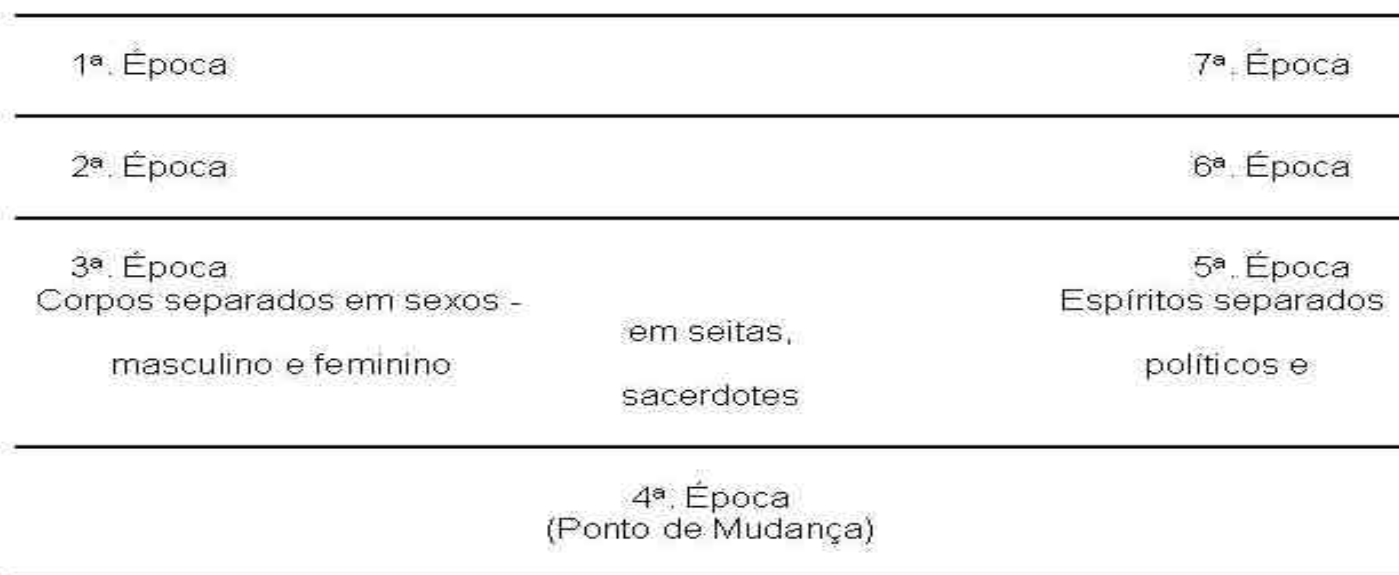 1ª. Época 7ª. Época
2ª. Época 6ª. Época
3ª. Época 5ª. Época
Corpos separados em sexos - Espíritos separados
em seitas,
masculino e feminino políticos e
sacerdotes
4ª. Época
(Ponto de Mudança)